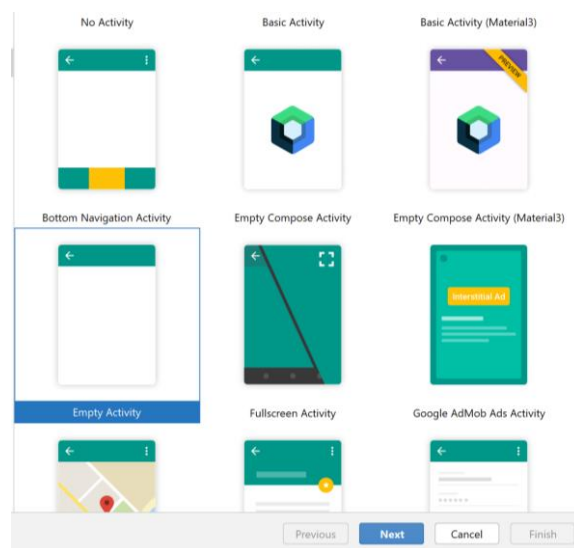 No Activity
Basic Activity
Basic Activity (Material3)
PREVIEW
Bottom Navigation Activity
Empty Compose Activity
Empty Compose Activity (Material3)
Interstitial Ad
Empty Activity
Fullscreen Activity
Google AdMob Ads Activity
Previous
Next
Cancel
Finish